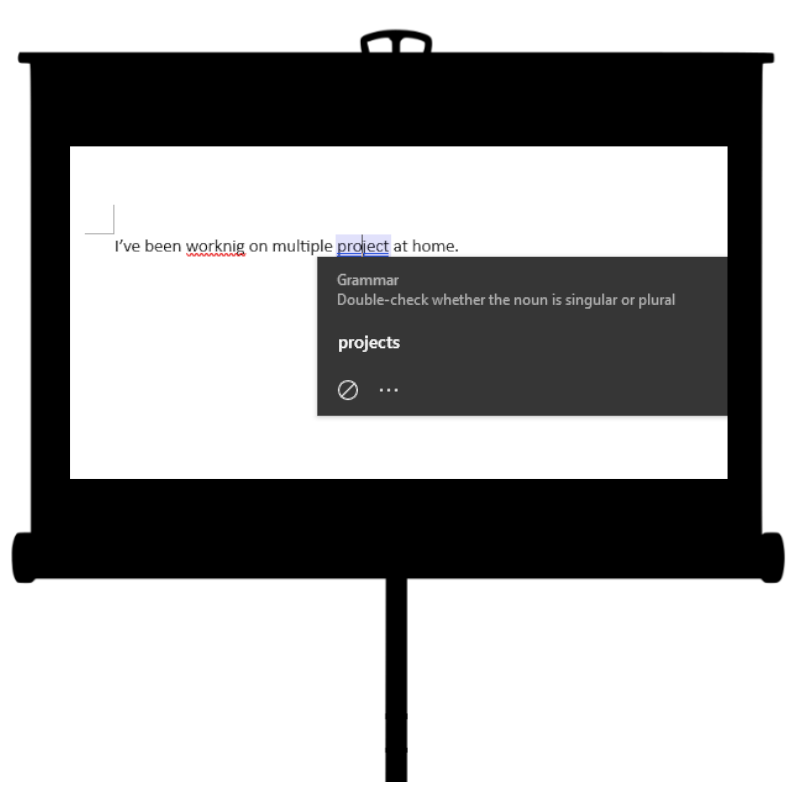 I've been worknig on multiple project at home.
Grammar
Double-check whether the noun is singular or plural
projects